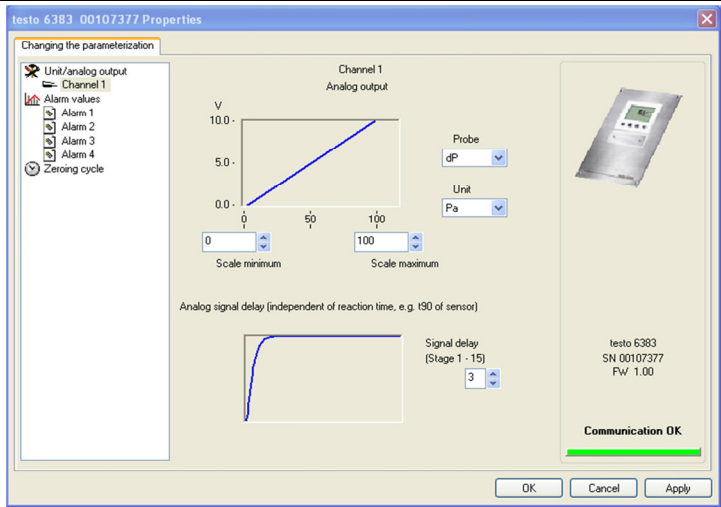 testo 6383 00107377 Properties
Changing the parameterization
Unit/analog output
Channel 1
Alarm values
Alarm 1
Alarm 2
Alarm 3
Alarm 4
Zeroing cycle
Channel 1
Analog output
V
10.0 -
5.0 -
0.0 -
0
50
100
0
Scale minimum
100
Scale maximum
Probe
dP
Unit
Pa
Analog signal delay (independent of reaction time, e.g. t90 of sensor)
Signal delay
(Stage 1 - 15)
3
testo 6383
SN 00107377
FW 1.00
Communication OK
OK
Cancel
Apply